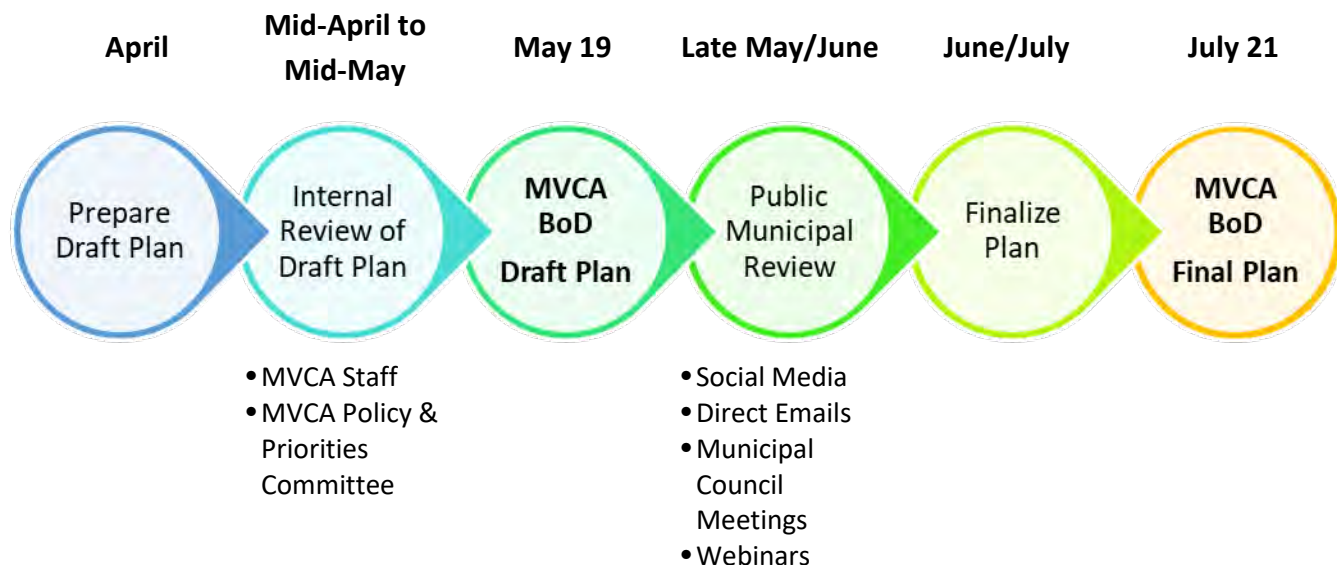 April
Mid-April to
Mid-May
May 19
Late May/June
June/July
July 21
Prepare
Draft Plan
Internal
Review of
Draft Plan
MVCA
BoD
Draft Plan
Public
Municipal
Review
Finalize
Plan
MVCA
BoD
Final Plan
• MVCA Staff
• MVCA Policy &
Priorities
Committee
• Social Media
• Direct Emails
• Municipal
Council
Meetings
• Webinars